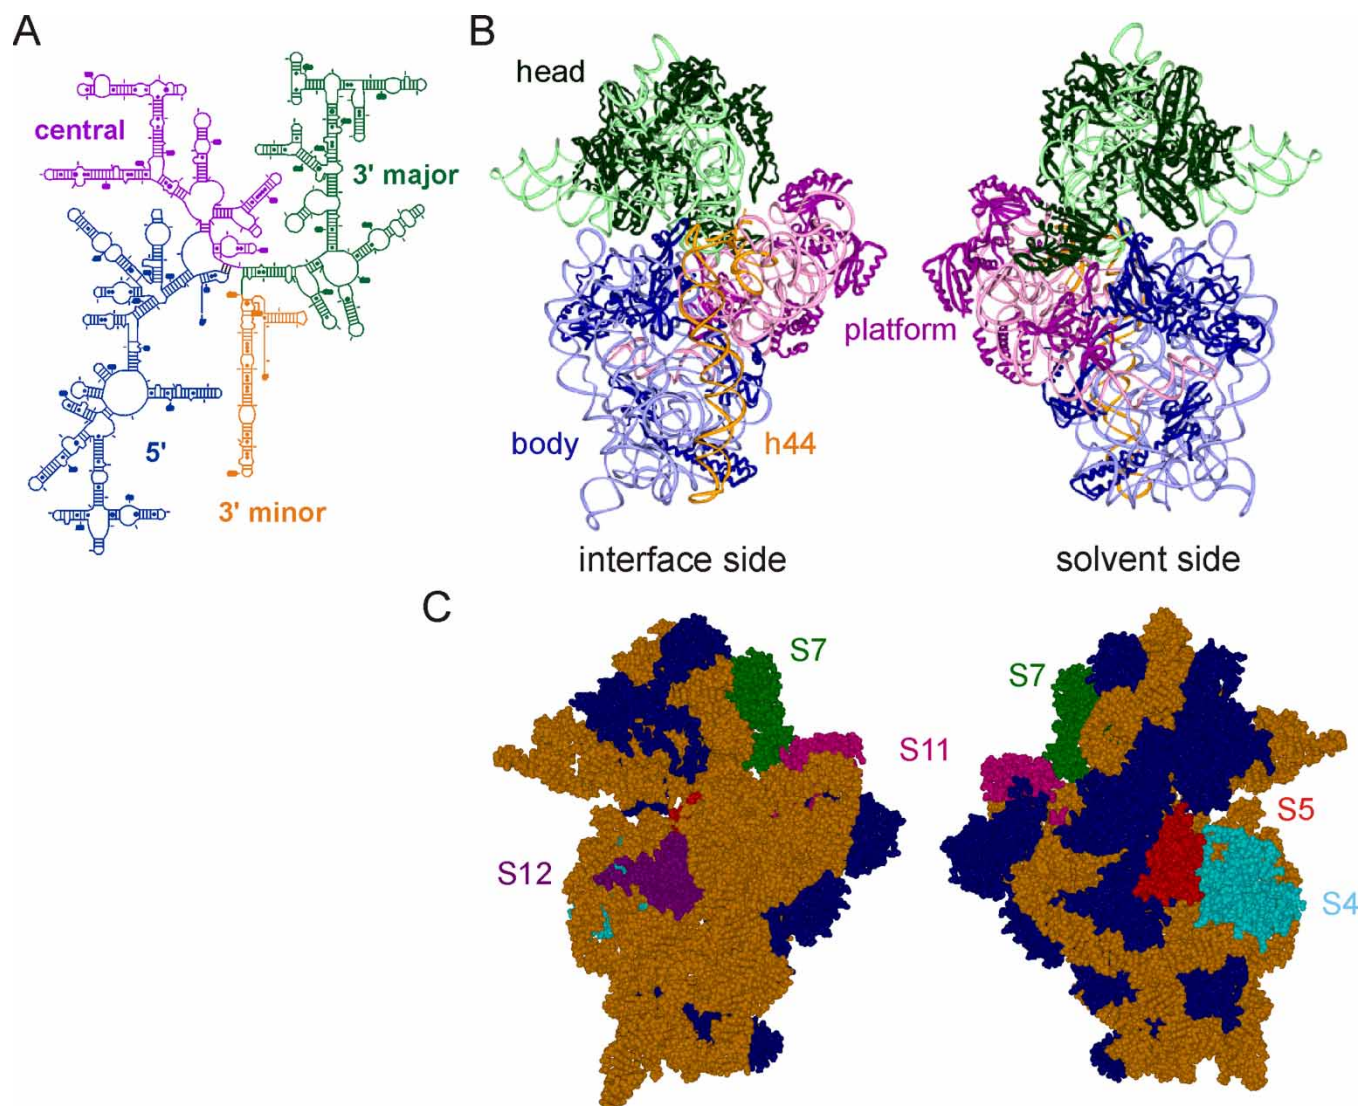 A
central
3' major
5'
3' minor
B
head
platform
body
h44
interface side
solvent side
C
S7
S7
S11
S5
S12
S4